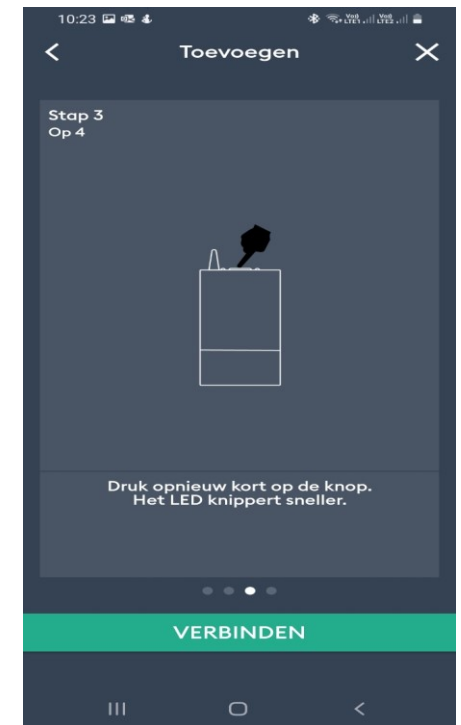 10:23
Toevoegen
Stap 3
Op 4
Druk opnieuw kort op de knop.
Het LED knippert sneller.
VERBINDEN